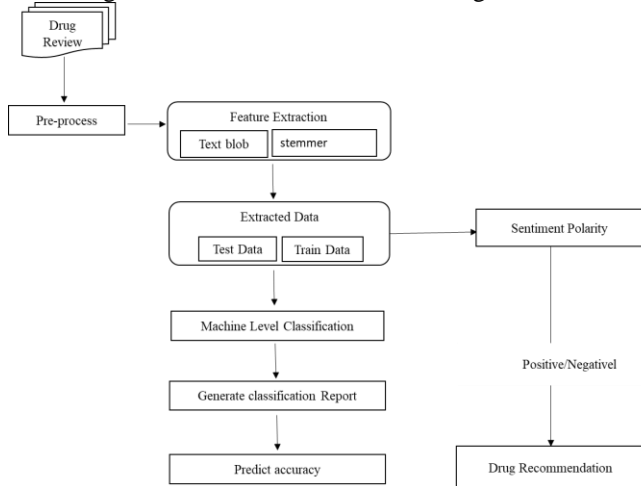 Drug
Review
Pre-process
Feature Extraction
Text blob
stemmer
Extracted Data
Test Data
Train Data
Sentiment Polarity
Machine Level Classification
Positive/Negativel
Generate classification Report
Predict accuracy
Drug Recommendation